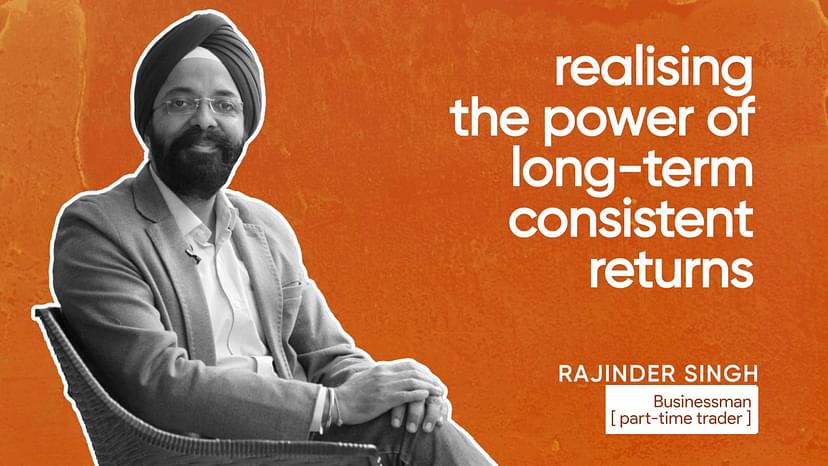 realising
the power of
long-term
consistent
returns
RAJINDER SINGH
Businessman
[ part-time trader ]